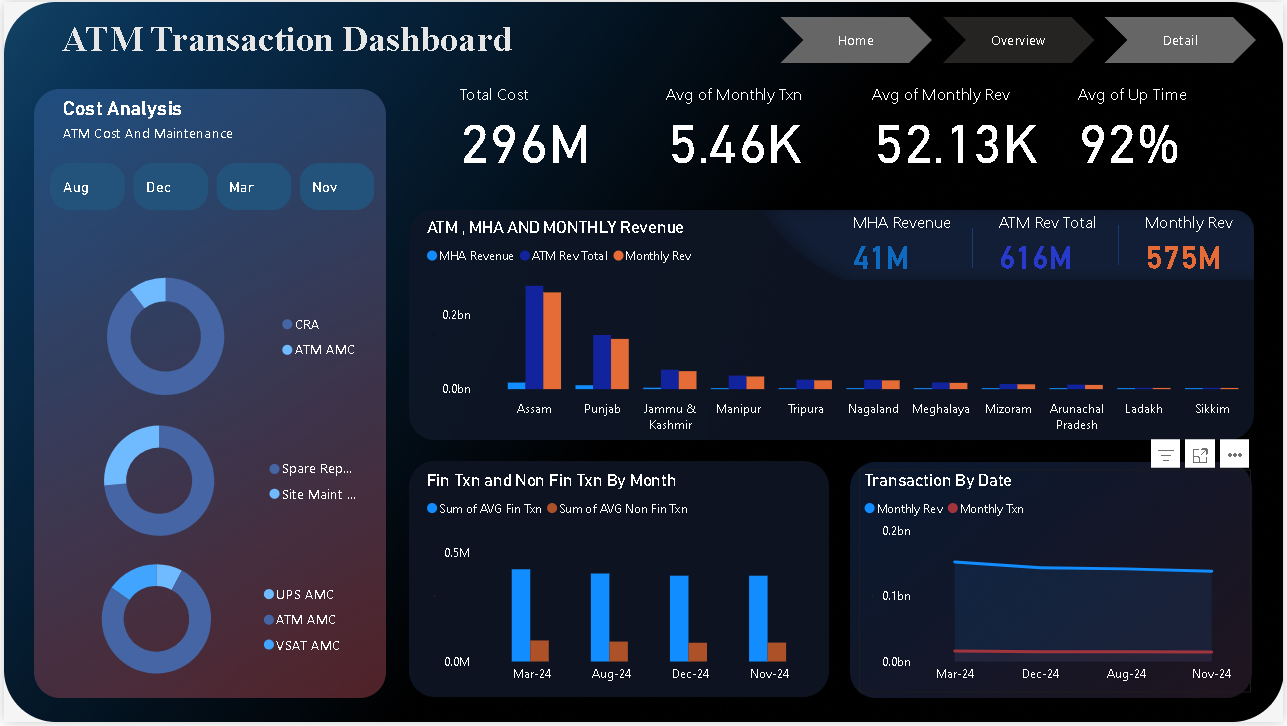 ATM Transaction Dashboard
Home
Overview
Detail
Cost Analysis
ATM Cost And Maintenance
Aug
Dec
Mar
Nov
CRA
ATM AMC
Spare Rep...
Site Maint ...
UPS AMC
ATM AMC
VSAT AMC
Total Cost
296M
Avg of Monthly Txn
5.46K
Avg of Monthly Rev
52.13K
Avg of Up Time
92%
ATM , MHA AND MONTHLY Revenue
MHA Revenue ATM Rev Total Monthly Rev
MHA Revenue
41M
ATM Rev Total
616M
Monthly Rev
575M
0.2bn
0.0bn
Assam
Punjab
Jammu &
Kashmir
Manipur
Tripura
Nagaland
Meghalaya
Mizoram
Arunachal
Pradesh
Ladakh
Sikkim
Fin Txn and Non Fin Txn By Month
Sum of AVG Fin Txn Sum of AVG Non Fin Txn
0.5M
0.0M
Mar-24
Aug-24
Dec-24
Nov-24
Transaction By Date
Monthly Rev Monthly Txn
0.2bn
0.1bn
0.0bn
Mar-24
Dec-24
Aug-24
Nov-24